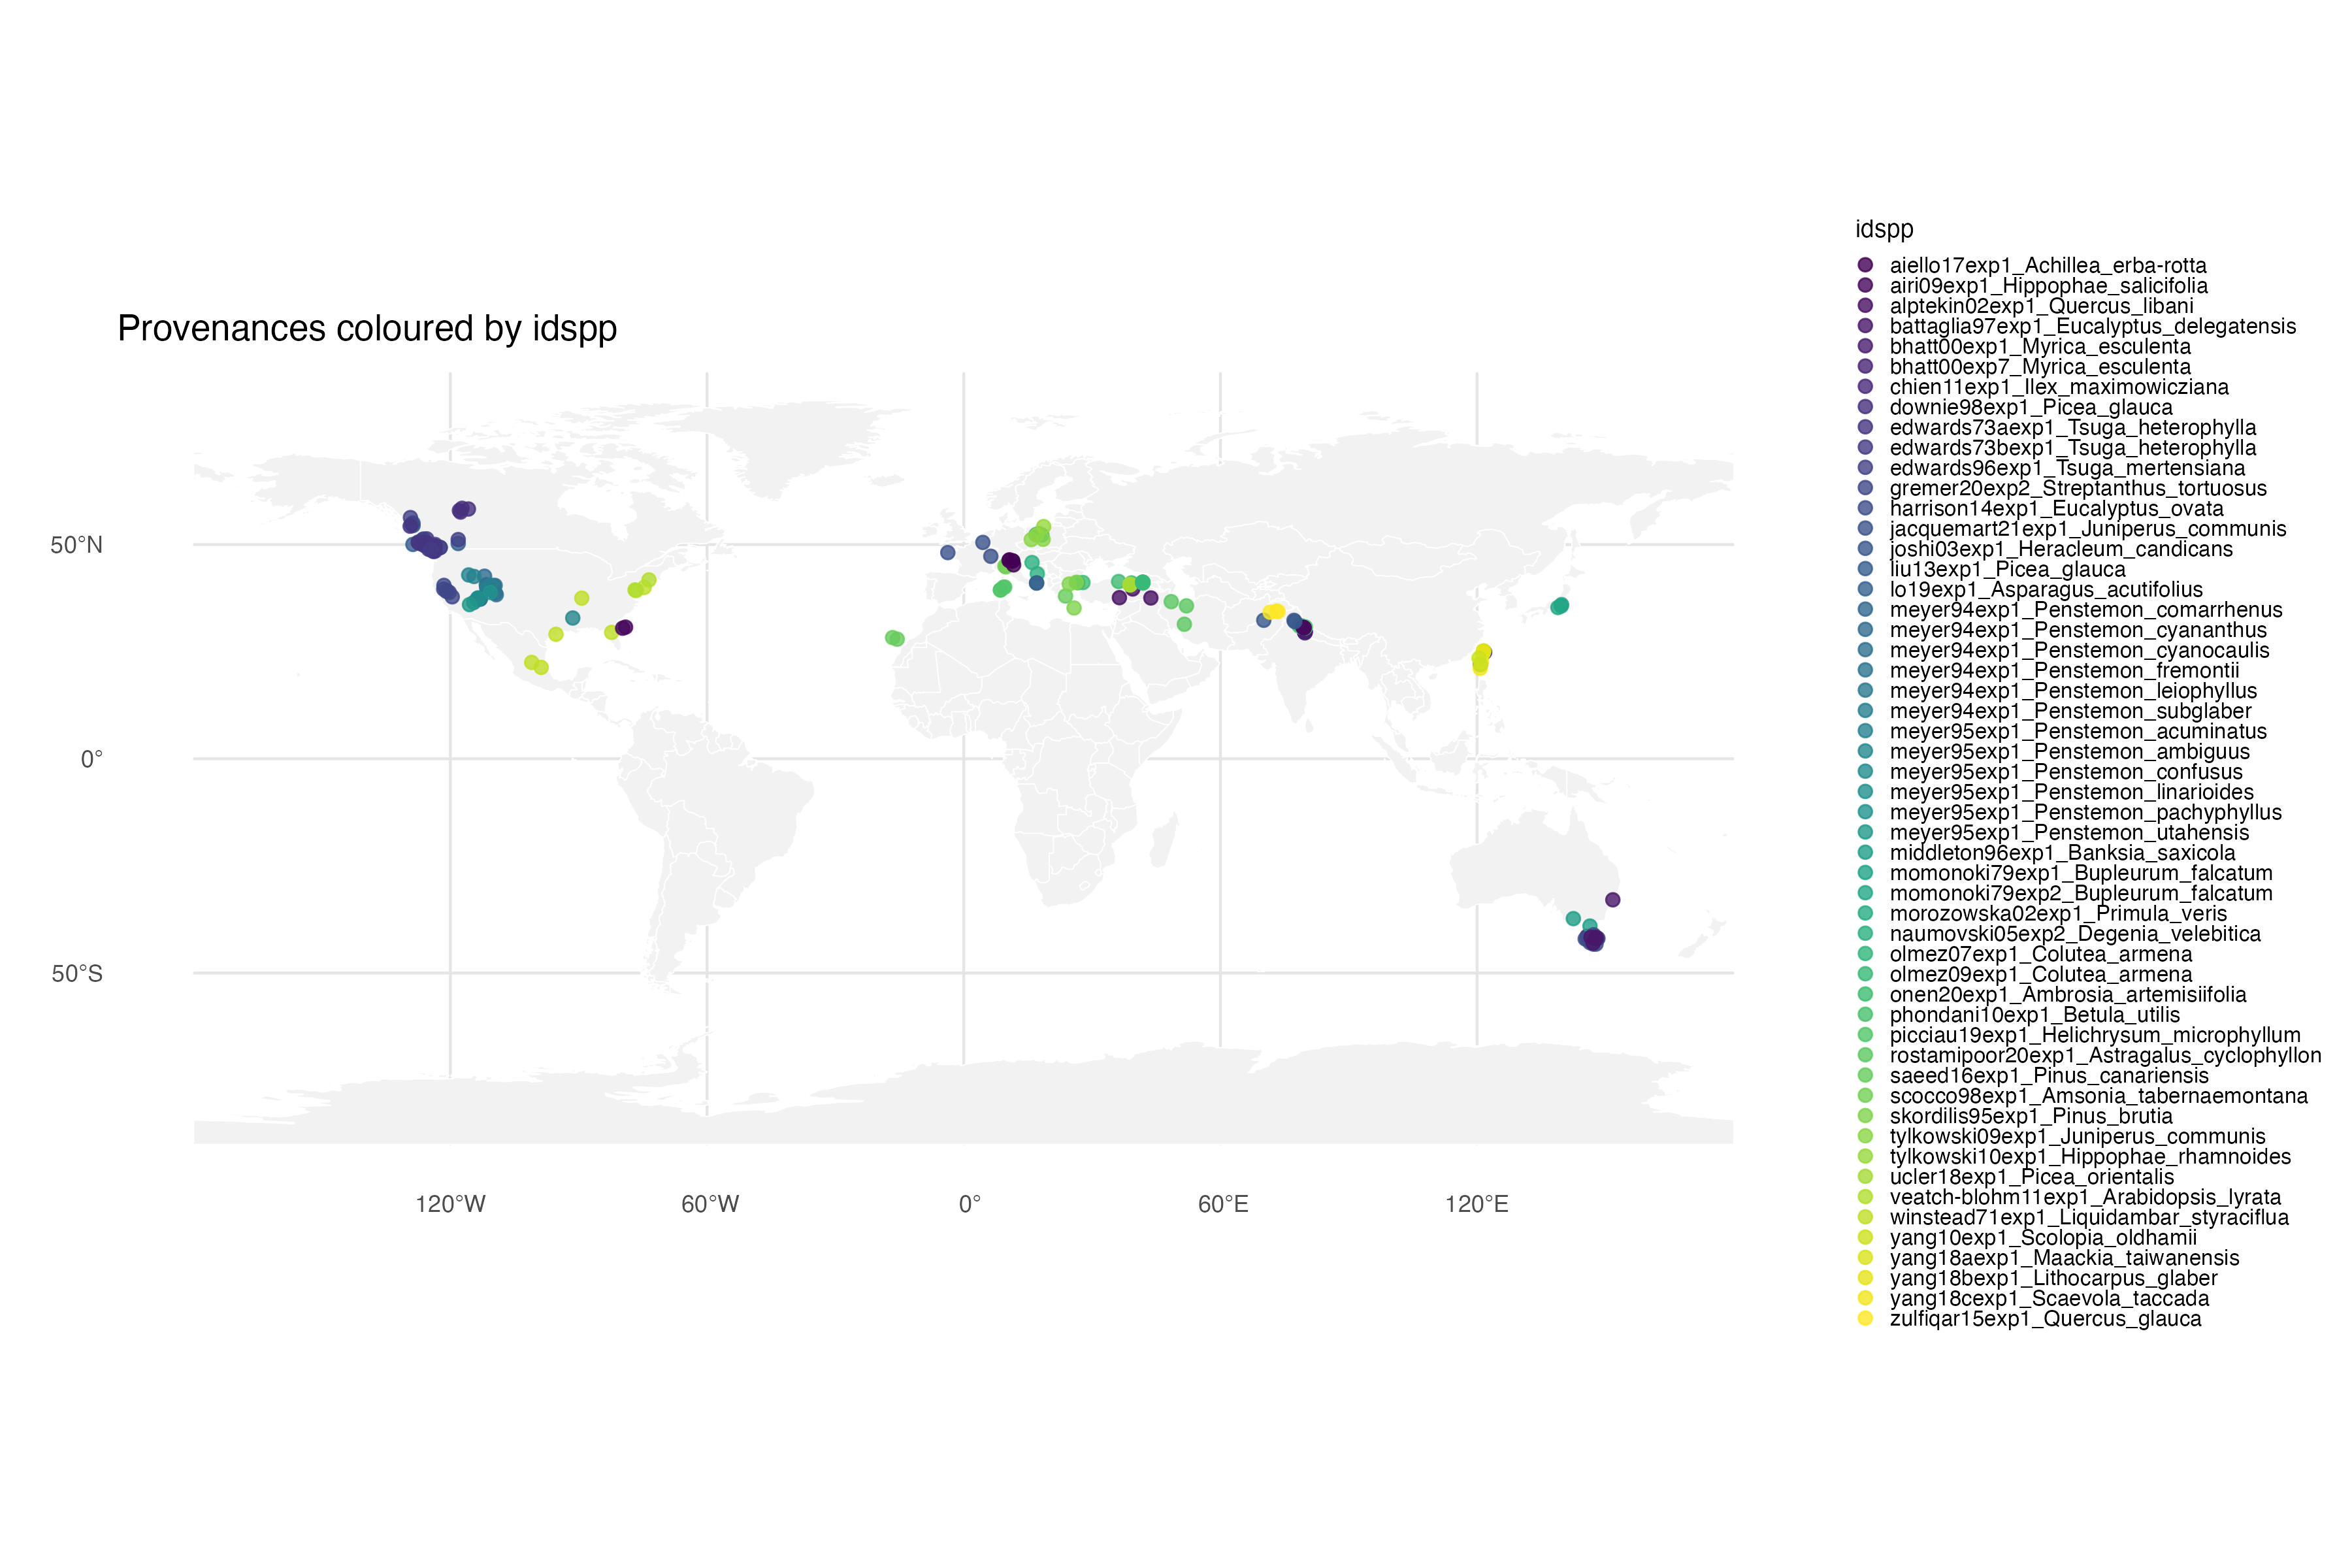 idspp
aiello17exp1_Achillea_erba-rotta
airi09exp1_Hippophae_salicifolia
alptekin02exp1_Quercus_libani
battaglia97exp1_Eucalyptus_delegatensis
bhatt00exp1_Myrica_esculenta
bhatt00exp7_Myrica_esculenta
chien11exp1_Ilex_maximowicziana
downie98exp1_Picea_glauca
edwards73aexp1_Tsuga_heterophylla
edwards73bexp1_Tsuga_heterophylla
edwards96exp1_Tsuga_mertensiana
gremer20exp2_Streptanthus_tortuosus
harrison14exp1_Eucalyptus_ovata
jacquemart21exp1_Juniperus_communis
joshi03exp1_Heracleum_candicans
liu13exp1_Picea_glauca
lo19exp1_Asparagus_acutifolius
meyer94exp1_Penstemon_comarrhenus
meyer94exp1_Penstemon_cyananthus
meyer94exp1_Penstemon_cyanocaulis
meyer94exp1_Penstemon_fremontii
meyer94exp1_Penstemon_leiophyllus
meyer94exp1_Penstemon_subglaber
meyer95exp1_Penstemon_acuminatus
meyer95exp1_Penstemon_ambiguus
meyer95exp1_Penstemon_confusus
meyer95exp1_Penstemon_linarioides
meyer95exp1_Penstemon_pachyphyllus
meyer95exp1_Penstemon_utahensis
middleton96exp1_Banksia_saxicola
momonoki79exp1_Bupleurum_falcatum
momonoki79exp2_Bupleurum_falcatum
morozowska02exp1_Primula_veris
naumovski05exp2_Degenia_velebitica
olmez07exp1_Colutea_armena
olmez09exp1_Colutea_armena
onen20exp1_Ambrosia_artemisiifolia
phondani10exp1_Betula_utilis
picciau19exp1_Helichrysum_microphyllum
rostamipoor20exp1_Astragalus_cyclophyllon
saeed16exp1_Pinus_canariensis
scocco98exp1_Amsonia_tabernaemontana
skordilis95exp1_Pinus_brutia
tylkowski09exp1_Juniperus_communis
tylkowski10exp1_Hippophae_rhamnoides
ucler18exp1_Picea_orientalis
veatch-blohm11exp1_Arabidopsis_lyrata
winstead71exp1_Liquidambar_styraciflua
yang10exp1_Scolopia_oldhamii
yang18aexp1_Maackia_taiwanensis
yang18bexp1_Lithocarpus_glaber
yang18cexp1_Scaevola_taccada
zulfiqar15exp1_Quercus_glauca
Provenances coloured by idspp
50°N
0°
50°S
120°W
60°W
0°
60°E
120°E